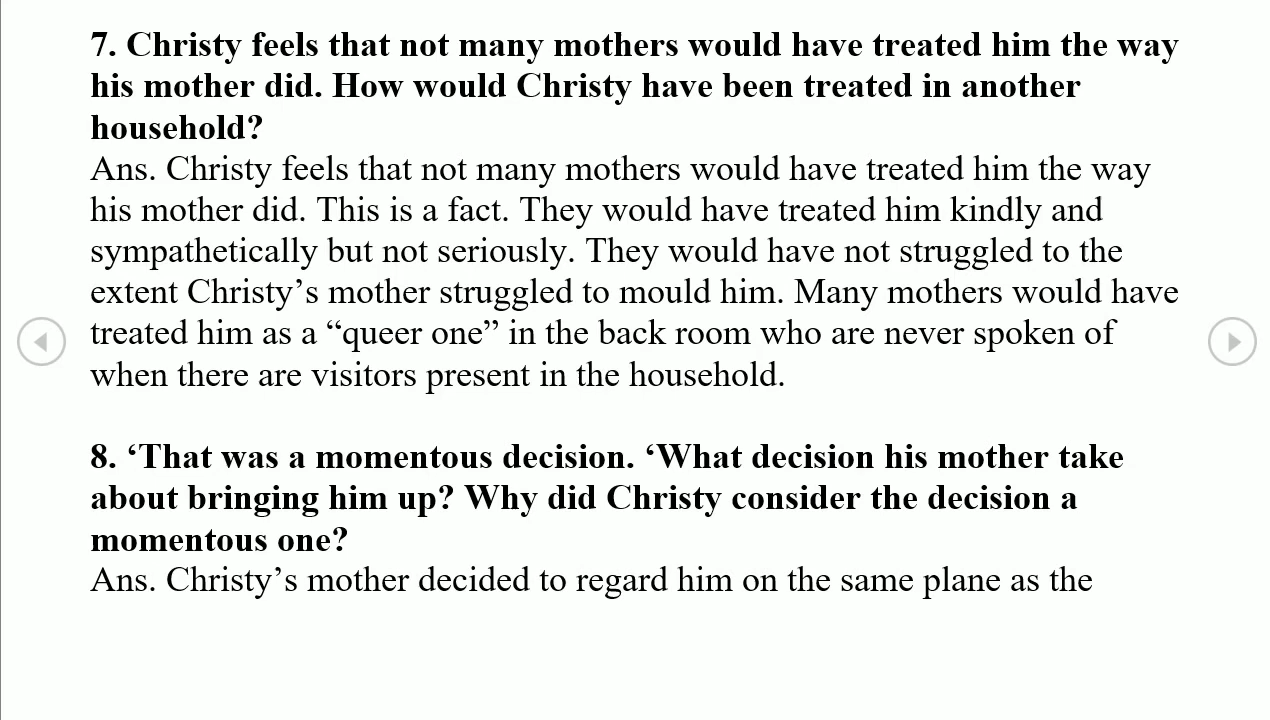 7. Christy feels that not many mothers would have treated him the way
his mother did. How would Christy have been treated in another
household?
Ans. Christy feels that not many mothers would have treated him the way
his mother did. This is a fact. They would have treated him kindly and
sympathetically but not seriously. They would have not struggled to the
extent Christy’s mother struggled to mould him. Many mothers would have
treated him as a “queer one” in the back room who are never spoken of
when there are visitors present in the household.
8. ‘That was a momentous decision. ‘What decision his mother take
about bringing him up? Why did Christy consider the decision a
momentous one?
Ans. Christy’s mother decided to regard him on the same plane as the